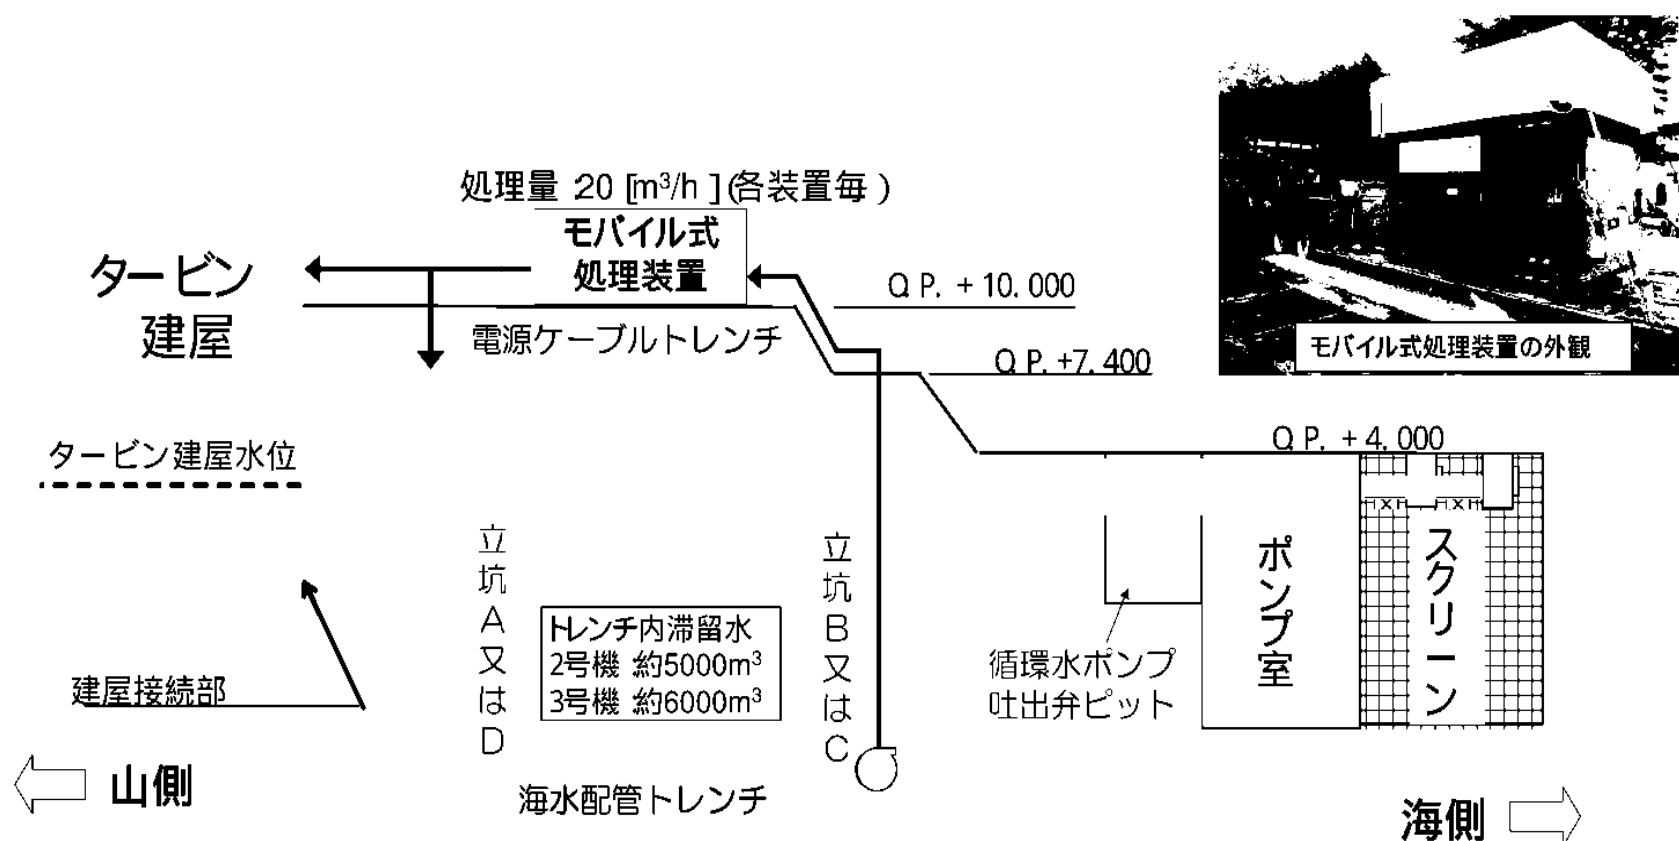 処理量 20 [m³/h ] (各装置毎 )
モバイル式
処理装置
タービン
建屋
電源ケーブルトレンチ
O.P. + 10.000
O.P. +7.400
O.P. + 4.000
モバイル式処理装置の外観
タービン建屋水位
立坑A又はD
トレンチ内滞留水
2号機 約5000m³
3号機 約6000m³
立坑B又はC
循環水ポンプ
吐出弁ピット
ポンプ室
スクリーン
建屋接続部
海水配管トレンチ
山側
海側